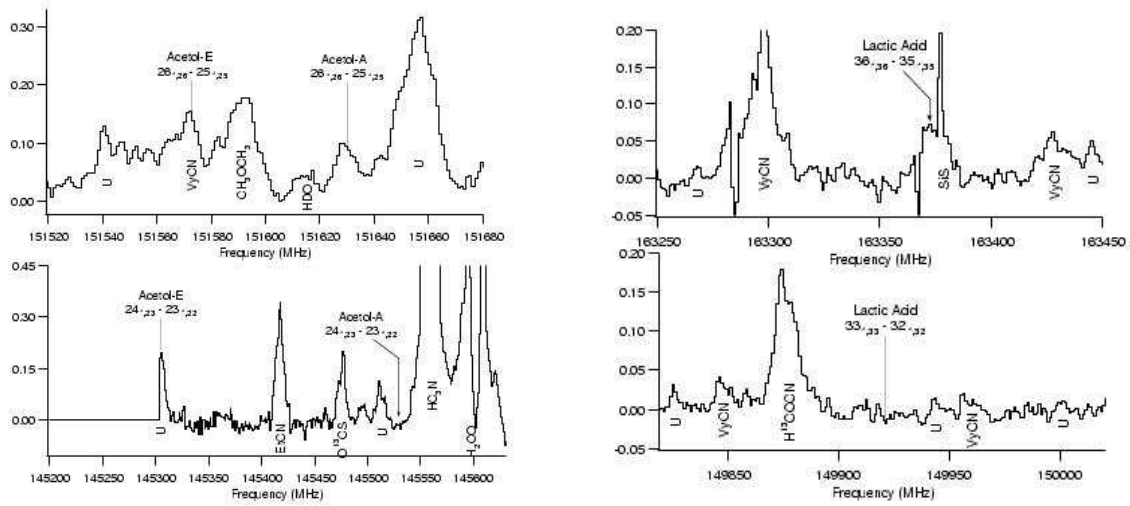 0.30
0.20
0.10
0.00
Acetol-E
26*,26 - 25*,25
Acetol-A
26*,26 - 25*,25
U
VyCN
CH₃OCH₃
HDO
U
151520 151540 151560 151580 151600 151620 151640 151660 151680
Frequency (MHz)
0.20
0.15
0.10
0.05
0.00
-0.05
Lactic Acid
36*,36 - 35*,35
U
VyCN
SiS
VyCN
U
163250 163300 163350 163400 163450
Frequency (MHz)
0.45
0.30
0.15
0.00
Acetol-E
24*,23 - 23*,22
Acetol-A
24*,23 - 23*,22
U
EtCN
O¹³CS
U
HC₃N
H₂CO
145200 145250 145300 145350 145400 145450 145500 145550 145600
Frequency (MHz)
0.20
0.15
0.10
0.05
0.00
-0.05
Lactic Acid
33*,33 - 32*,32
U
VyCN
H¹³CCCN
U
VyCN
U
149850 149900 149950 150000
Frequency (MHz)